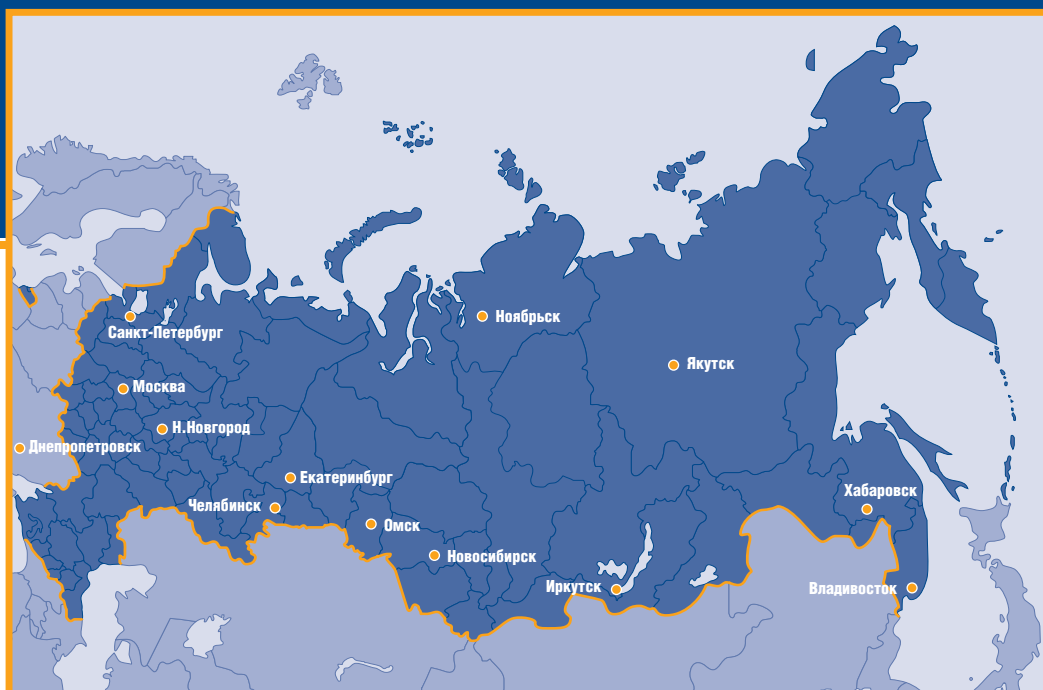 Ноябрьск
Санкт-Петербург
Якутск
Москва
Н.Новгород
Днепропетровск
Екатеринбург
Хабаровск
Челябинск
Омск
Новосибирск
Иркутск
Владивосток